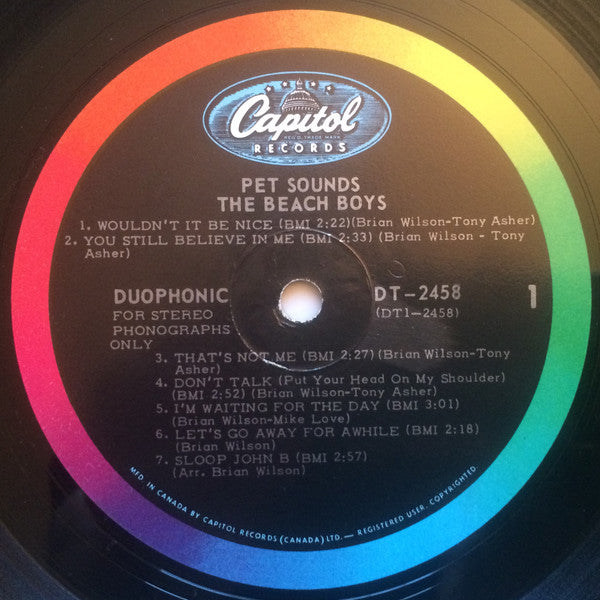 Capitol
REG'D. TRADE MARK
RECORDS
PET SOUNDS
THE BEACH BOYS
1. WOULDN'T IT BE NICE (BMI 2:22)(Brian Wilson-Tony Asher)
2. YOU STILL BELIEVE IN ME (BMI 2:33) (Brian Wilson - Tony
Asher)
DUOPHONIC
FOR STEREO
PHONOGRAPHS
ONLY
DT-2458
(DT1-2458)
1
3. THAT'S NOT ME (BMI 2:27) (Brian Wilson-Tony
Asher)
4. DON'T TALK (Put Your Head On My Shoulder)
(BMI 2:52) (Brian Wilson-Tony Asher)
5. I'M WAITING FOR THE DAY (BMI 3:01)
(Brian Wilson-Mike Love)
6. LET'S GO AWAY FOR AWHILE (BMI 2:18)
(Brian Wilson)
7. SLOOP JOHN B (BMI 2:57)
(Arr. Brian Wilson)
MFD. IN CANADA BY CAPITOL RECORDS (CANADA) LTD. — REGISTERED USER. COPYRIGHTED